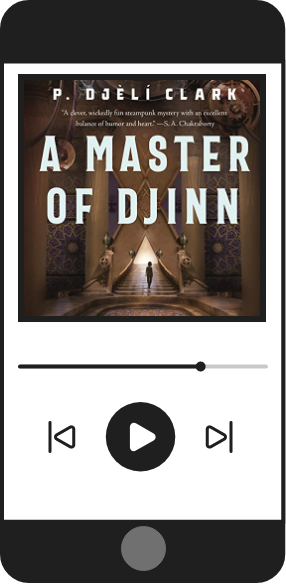 P. DJÈLÍ CLARK
"A clever, wickedly fun steampunk mystery with an excellent
balance of humor and heart." —S. A. Chakraborty
A MASTER
OF DJINN